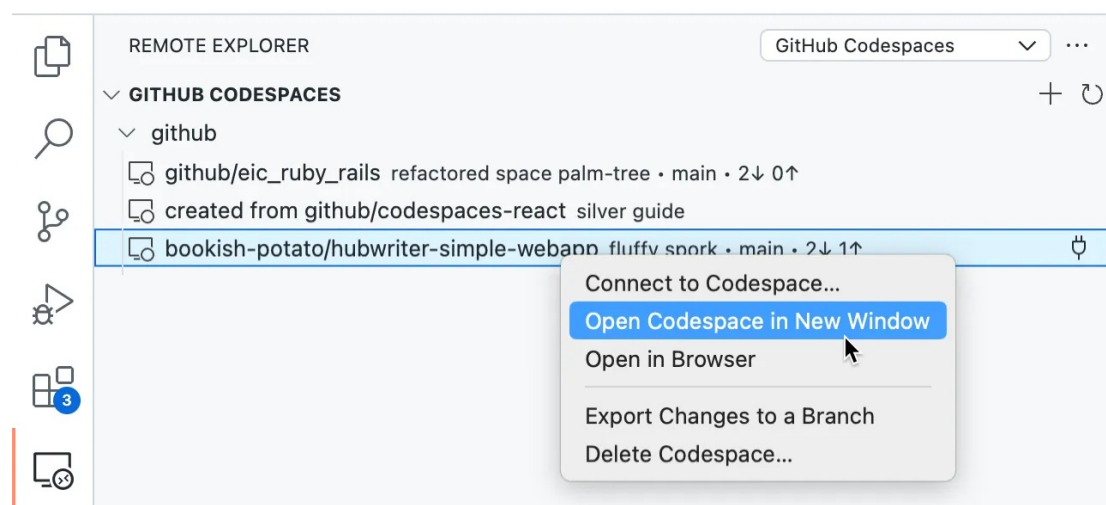 REMOTE EXPLORER
GitHub Codespaces
GITHUB CODESPACES
github
github/eic_ruby_rails refactored space palm-tree • main • 2↓ 0↑
created from github/codespaces-react silver guide
bookish-potato/hubwriter-simple-webapp fluffy spork • main • 2↓ 1↑
Connect to Codespace...
Open Codespace in New Window
Open in Browser
Export Changes to a Branch
Delete Codespace...
3